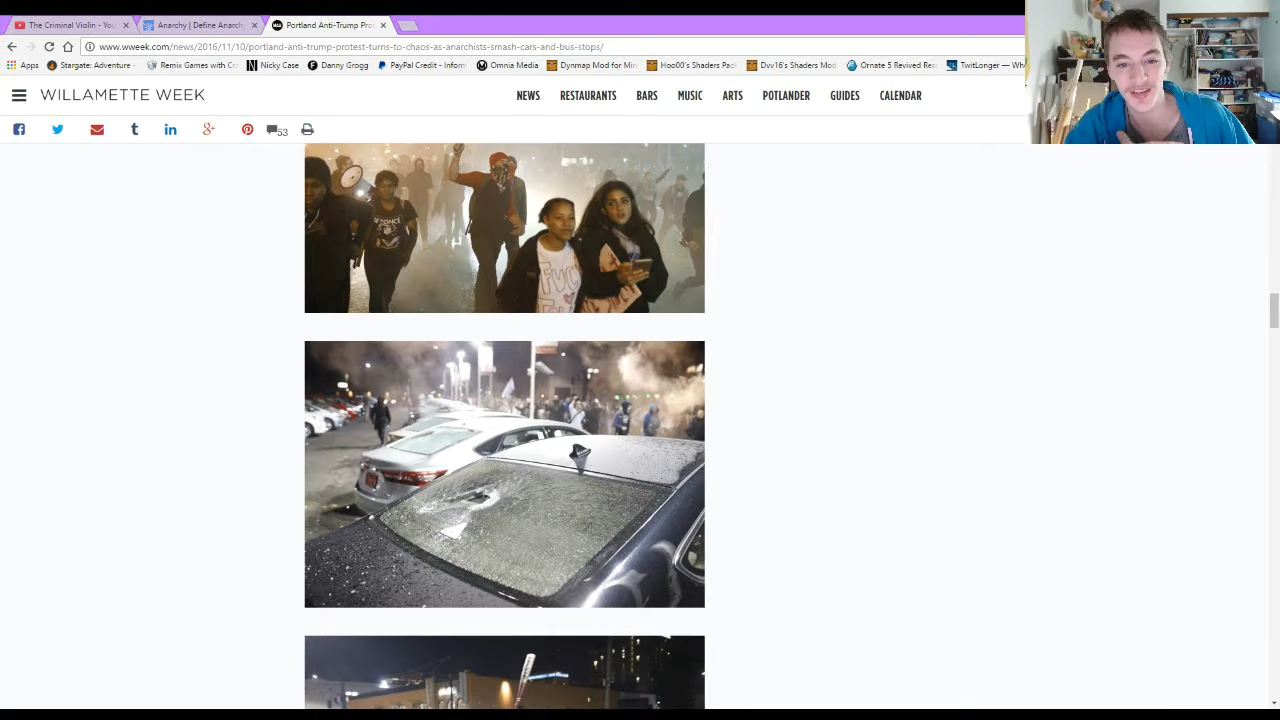 The Criminal Violin - You
Anarchy | Define Anarch
Portland Anti-Trump Pro
www.wweek.com/news/2016/11/10/portland-anti-trump-protest-turns-to-chaos-as-anarchists-smash-cars-and-bus-stops/
Apps Stargate: Adventure Remix Games with Cr Nicky Case Danny Grogg PayPal Credit - Inform Omnia Media Dynmap Mod for Min Hoo00's Shaders Pack Dvv16's Shaders Mod Ornate 5 Revived Res TwitLonger — Wh
WILLAMETTE WEEK
NEWS RESTAURANTS BARS MUSIC ARTS POTLANDER GUIDES CALENDAR
53
BEYONCÉ
FUCK